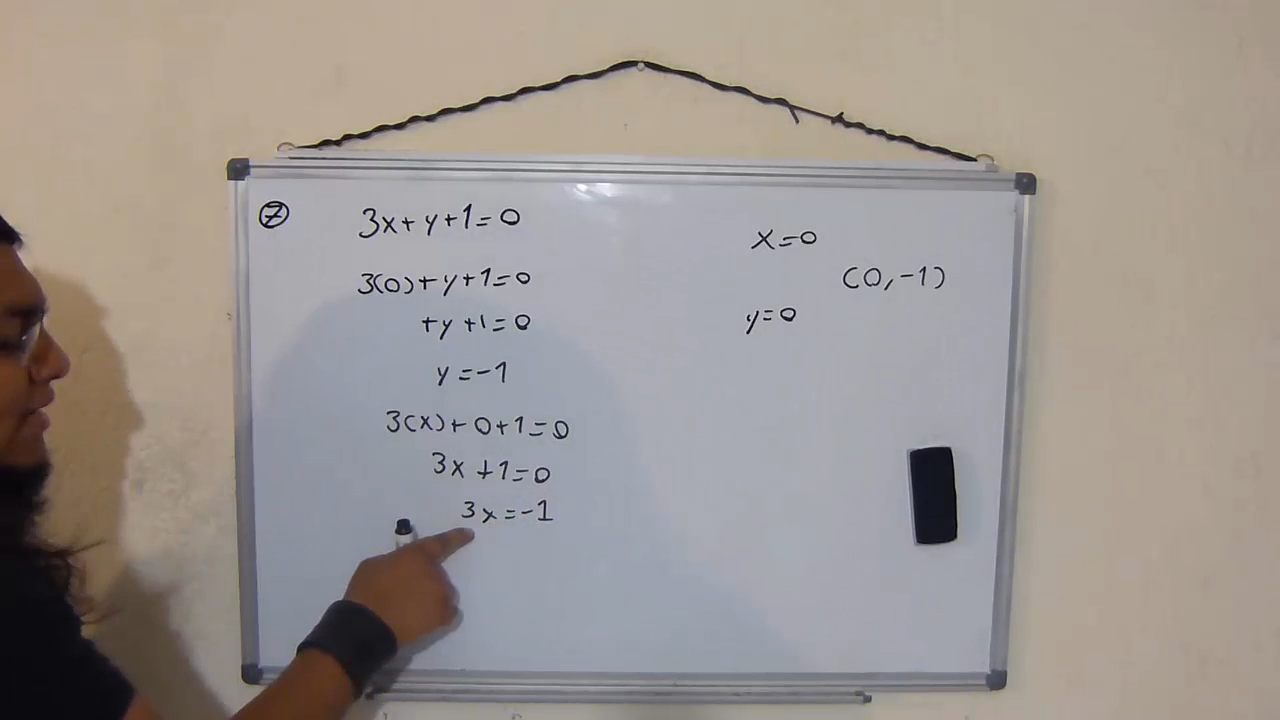 7
3x+y+1=0
3(0)+y+1=0
+y+1=0
y=-1
3(x)+0+1=0
3x+1=0
3x=-1
x=0
(0,-1)
y=0